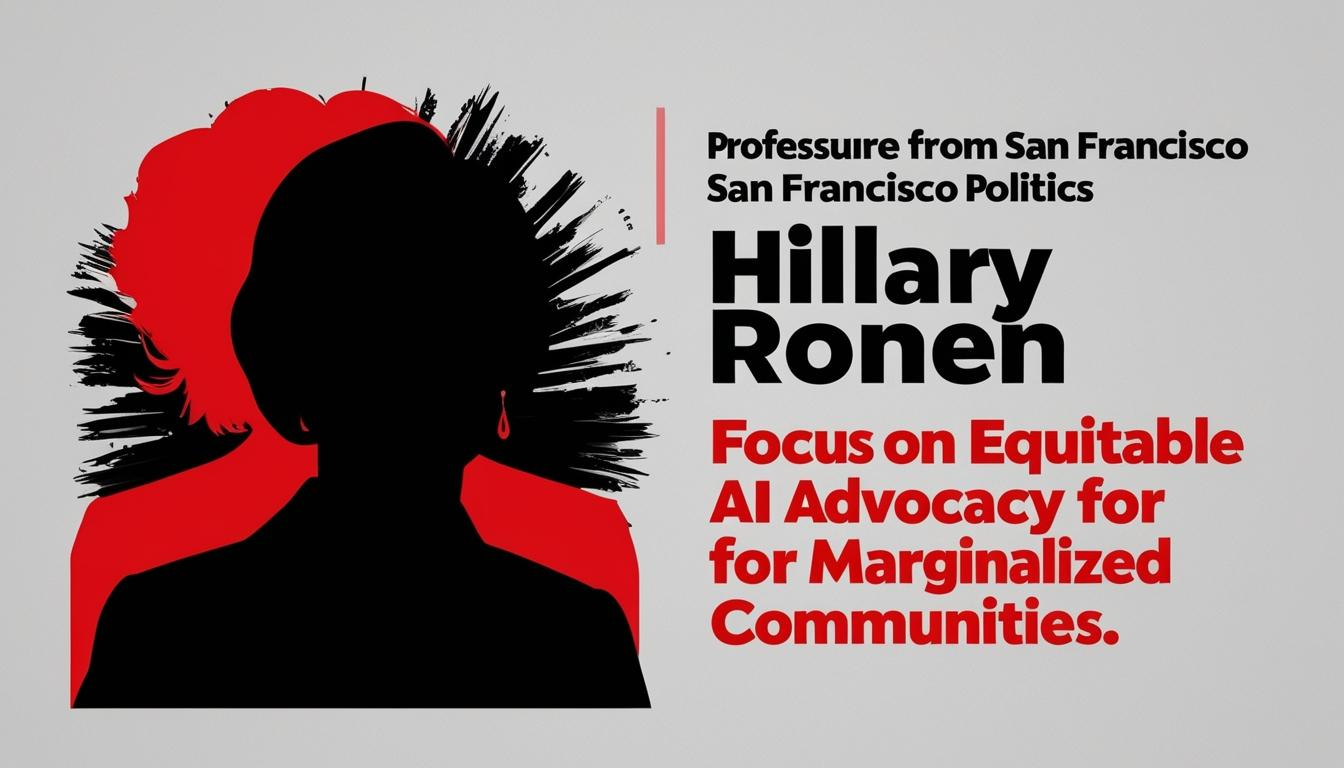 Professuire from San Francisco
San Francisco Politics
Hillary
Ronen
Focus on Equitable
AI Advocacy for
for Marginalized
Communities.